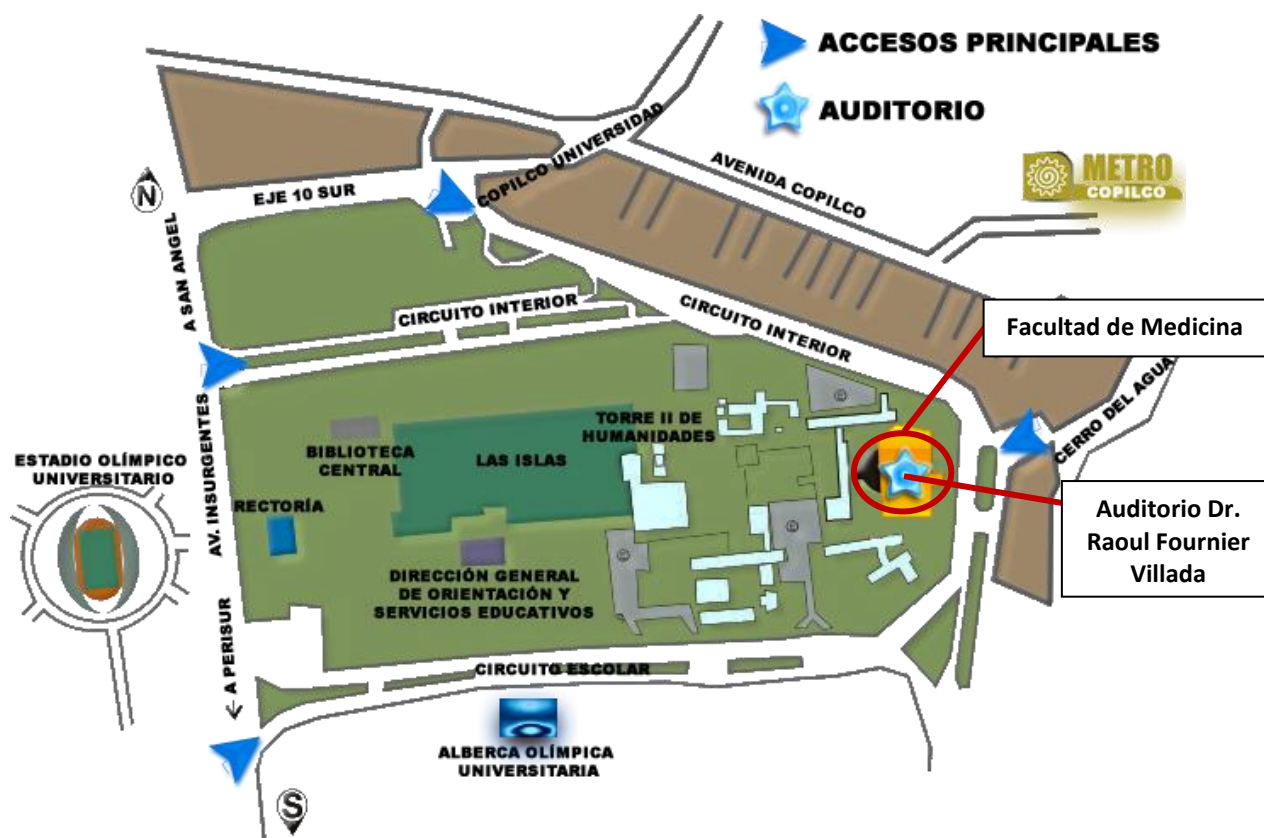 ACCESOS PRINCIPALES
AUDITORIO
METRO
COPILCO
COPILCO UNIVERSIDAD
AVENIDA COPILCO
N
EJE 10 SUR
A SAN ANGEL
CIRCUITO INTERIOR
CIRCUITO INTERIOR
Facultad de Medicina
CERRO DEL AGUA
AV. INSURGENTES
TORRE II DE
HUMANIDADES
BIBLIOTECA
CENTRAL
LAS ISLAS
ESTADIO OLÍMPICO
UNIVERSITARIO
RECTORÍA
Auditorio Dr.
Raoul Fournier
Villada
DIRECCIÓN GENERAL
DE ORIENTACIÓN Y
SERVICIOS EDUCATIVOS
A PERISUR
CIRCUITO ESCOLAR
ALBERCA OLÍMPICA
UNIVERSITARIA
S